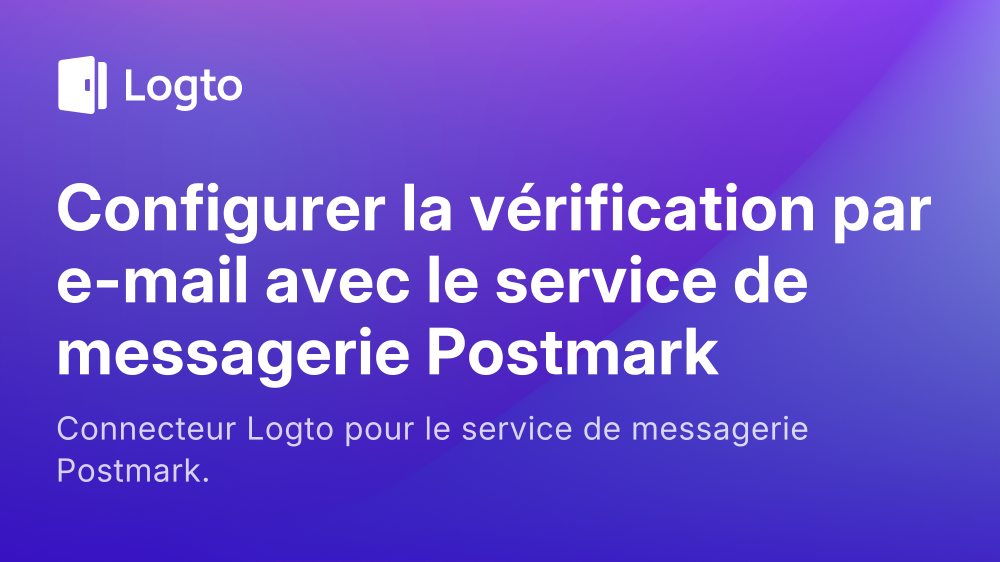 Logto
Configurer la vérification par
e-mail avec le service de
messagerie Postmark
Connecteur Logto pour le service de messagerie
Postmark.